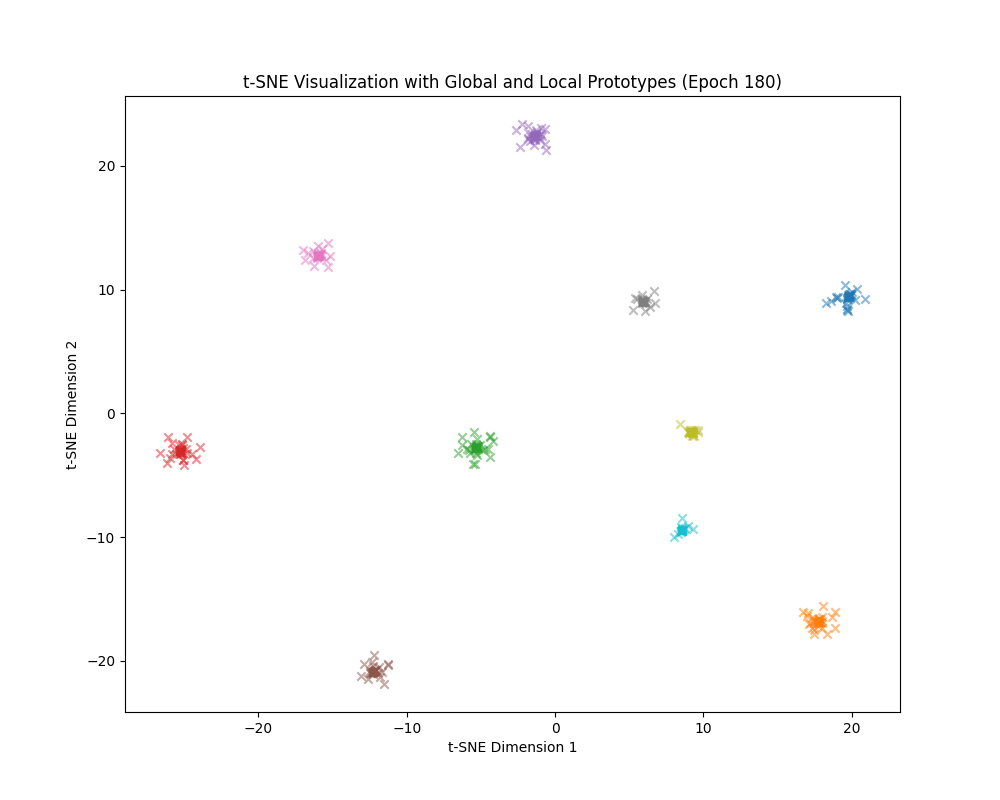 t-SNE Visualization with Global and Local Prototypes (Epoch 180)
20
10
0
−10
−20
t-SNE Dimension 2
−20 −10 0 10 20
t-SNE Dimension 1